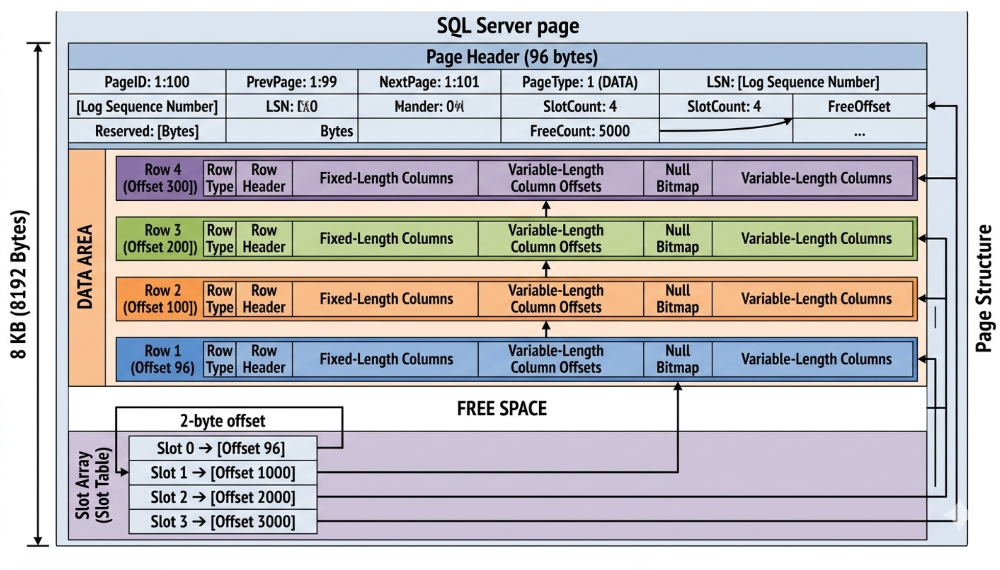 SQL Server page
Page Header (96 bytes)
PageID: 1:100
PrevPage: 1:99
NextPage: 1:101
PageType: 1 (DATA)
LSN: [Log Sequence Number]
[Log Sequence Number]
LSN:
Mander:
SlotCount: 4
SlotCount: 4
FreeOffset
Reserved: [Bytes]
Bytes
FreeCount: 5000
...
8 KB (8192 Bytes)
DATA AREA
Row 4
(Offset 300])
Row
Type
Row
Header
Fixed-Length Columns
Variable-Length
Column Offsets
Null
Bitmap
Variable-Length Columns
Row 3
(Offset 200])
Row
Type
Row
Header
Fixed-Length Columns
Variable-Length
Column Offsets
Null
Bitmap
Variable-Length Columns
Row 2
(Offset 100])
Row
Type
Row
Header
Fixed-Length Columns
Variable-Length
Column Offsets
Null
Bitmap
Variable-Length Columns
Row 1
(Offset 96)
Row
Type
Row
Header
Fixed-Length Columns
Variable-Length
Column Offsets
Null
Bitmap
Variable-Length Columns
Page Structure
FREE SPACE
2-byte offset
Slot Array
(Slot Table)
Slot 0 → [Offset 96]
Slot 1 → [Offset 1000]
Slot 2 → [Offset 2000]
Slot 3 → [Offset 3000]